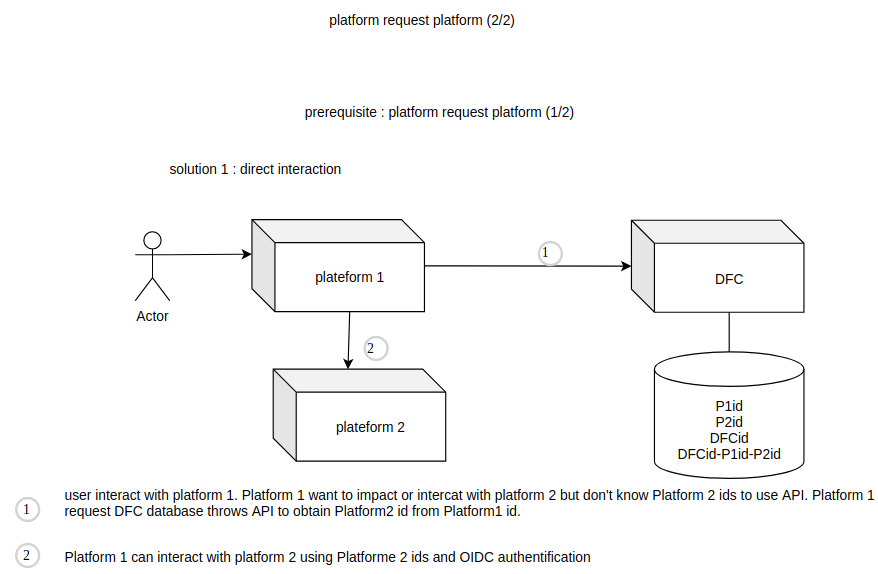 platform request platform (2/2)
prerequisite : platform request platform (1/2)
solution 1 : direct interaction
1
plateform 1
DFC
Actor
2
plateform 2
P1id
P2id
DFCid
DFCid-P1id-P2id
1
user interact with platform 1. Platform 1 want to impact or intercat with platform 2 but don't know Platform 2 ids to use API. Platform 1
request DFC database throws API to obtain Platform2 id from Platform1 id.
2
Platform 1 can interact with platform 2 using Platforme 2 ids and OIDC authentification